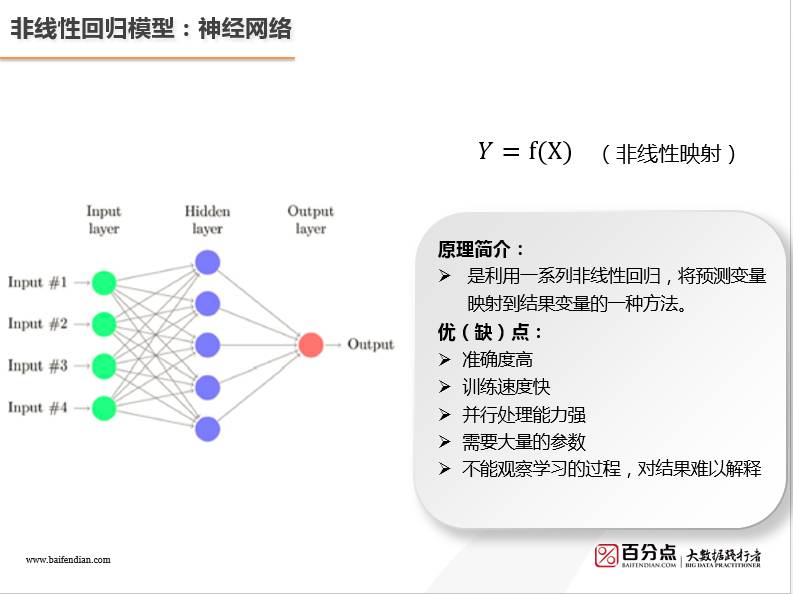 非线性回归模型：神经网络
Y = f(X) （非线性映射）
Input layer
Hidden layer
Output layer
Input #1
Input #2
Input #3
Input #4
Output
原理简介：
➢ 是利用一系列非线性回归，将预测变量
映射到结果变量的一种方法。
优（缺）点：
➢ 准确度高
➢ 训练速度快
➢ 并行处理能力强
➢ 需要大量的参数
➢ 不能观察学习的过程，对结果难以解释
www.baifendian.com
百分点
BAIFENDIAN.COM
大数据践行者
BIG DATA PRACTITIONER